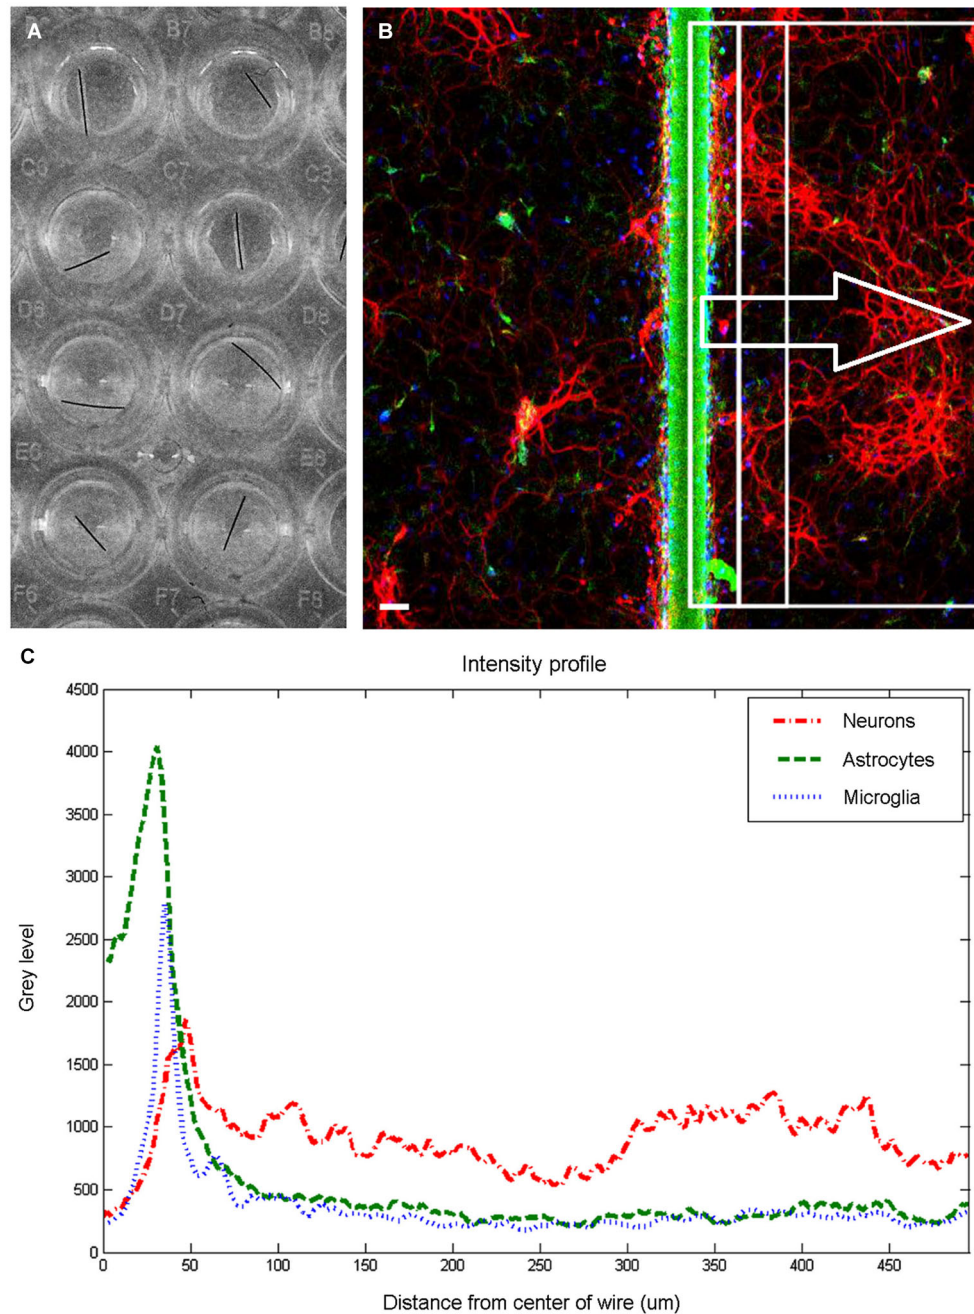 A
B7
B8
C6
C7
C8
D6
D7
D8
E6
E8
F6
F7
F8
B
C
Intensity profile
4500
4000
3500
3000
2500
2000
1500
1000
500
0
Grey level
Neurons
Astrocytes
Microglia
0 50 100 150 200 250 300 350 400 450
Distance from center of wire (um)